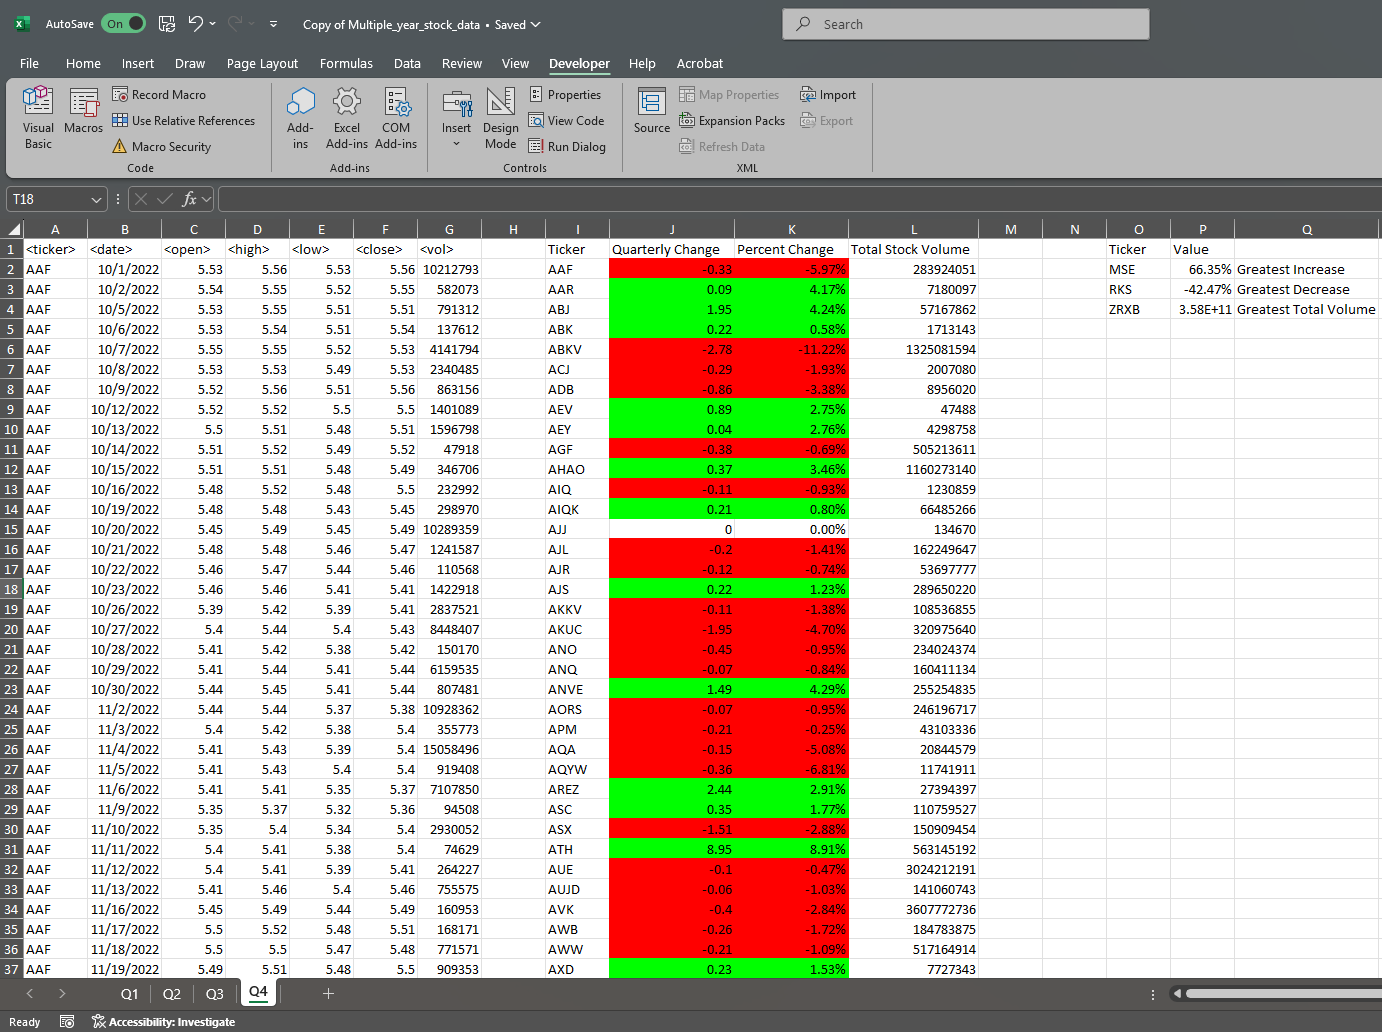 AutoSave On Copy of Multiple_year_stock_data • Saved Search
File Home Insert Draw Page Layout Formulas Data Review View Developer Help Acrobat
Visual Basic
Macros
Record Macro
Use Relative References
Macro Security
Code
Add-ins
Excel Add-ins
COM Add-ins
Add-ins
Insert
Design Mode
Properties
View Code
Run Dialog
Controls
Source
Map Properties
Expansion Packs
Refresh Data
Import
Export
XML
T18 fx
A B C D E F G H I J K L M N O P Q
1 <ticker> <date> <open> <high> <low> <close> <vol> Ticker Quarterly Change Percent Change Total Stock Volume Ticker Value
2 AAF 10/1/2022 5.53 5.56 5.53 5.56 10212793 AAF -0.33 -5.97% 283924051 MSE 66.35% Greatest Increase
3 AAF 10/2/2022 5.54 5.55 5.52 5.55 582073 AAR 0.09 4.17% 7180097 RKS -42.47% Greatest Decrease
4 AAF 10/5/2022 5.53 5.55 5.51 5.51 791312 ABJ 1.95 4.24% 57167862 ZRXB 3.58E+11 Greatest Total Volume
5 AAF 10/6/2022 5.53 5.54 5.51 5.54 137612 ABK 0.22 0.58% 1713143
6 AAF 10/7/2022 5.55 5.55 5.52 5.53 4141794 ABKV -2.78 -11.22% 1325081594
7 AAF 10/8/2022 5.53 5.53 5.49 5.53 2340485 ACJ -0.29 -1.93% 2007080
8 AAF 10/9/2022 5.52 5.56 5.51 5.56 863156 ADB -0.86 -3.38% 8956020
9 AAF 10/12/2022 5.52 5.52 5.5 5.5 1401089 AEV 0.89 2.75% 47488
10 AAF 10/13/2022 5.5 5.51 5.48 5.51 1596798 AEY 0.04 2.76% 4298758
11 AAF 10/14/2022 5.51 5.52 5.49 5.52 47918 AGF -0.38 -0.69% 505213611
12 AAF 10/15/2022 5.51 5.51 5.48 5.49 346706 AHAO 0.37 3.46% 1160273140
13 AAF 10/16/2022 5.48 5.52 5.48 5.5 232992 AIQ -0.11 -0.93% 1230859
14 AAF 10/19/2022 5.48 5.48 5.43 5.45 298970 AIQK 0.21 0.80% 66485266
15 AAF 10/20/2022 5.45 5.49 5.45 5.49 10289359 AJJ 0 0.00% 134670
16 AAF 10/21/2022 5.48 5.48 5.46 5.47 1241587 AJL -0.2 -1.41% 162249647
17 AAF 10/22/2022 5.46 5.47 5.44 5.46 110568 AJR -0.12 -0.74% 53697777
18 AAF 10/23/2022 5.46 5.46 5.41 5.41 1422918 AJS 0.22 1.23% 289650220
19 AAF 10/26/2022 5.39 5.42 5.39 5.41 2837521 AKKV -0.11 -1.38% 108536855
20 AAF 10/27/2022 5.4 5.44 5.4 5.43 8448407 AKUC -1.95 -4.70% 320975640
21 AAF 10/28/2022 5.41 5.42 5.38 5.42 150170 ANO -0.45 -0.95% 234024374
22 AAF 10/29/2022 5.41 5.44 5.41 5.44 6159535 ANQ -0.07 -0.84% 160411134
23 AAF 10/30/2022 5.44 5.45 5.41 5.44 807481 ANVE 1.49 4.29% 255254835
24 AAF 11/2/2022 5.44 5.44 5.37 5.38 10928362 AORS -0.07 -0.95% 246196717
25 AAF 11/3/2022 5.4 5.42 5.38 5.4 355773 APM -0.21 -0.25% 43103336
26 AAF 11/4/2022 5.41 5.43 5.39 5.4 15058496 AQA -0.15 -5.08% 20844579
27 AAF 11/5/2022 5.41 5.43 5.4 5.4 919408 AQYW -0.36 -6.81% 11741911
28 AAF 11/6/2022 5.41 5.41 5.35 5.37 7107850 AREZ 2.44 2.91% 27394397
29 AAF 11/9/2022 5.35 5.37 5.32 5.36 94508 ASC 0.35 1.77% 110759527
30 AAF 11/10/2022 5.35 5.4 5.34 5.4 2930052 ASX -1.51 -2.88% 150909454
31 AAF 11/11/2022 5.4 5.41 5.38 5.4 74629 ATH 8.95 8.91% 563145192
32 AAF 11/12/2022 5.4 5.41 5.39 5.41 264227 AUE -0.1 -0.47% 3024212191
33 AAF 11/13/2022 5.41 5.46 5.4 5.46 755575 AUJD -0.06 -1.03% 141060743
34 AAF 11/16/2022 5.45 5.49 5.44 5.49 160953 AVK -0.4 -2.84% 3607772736
35 AAF 11/17/2022 5.5 5.52 5.48 5.51 168171 AWB -0.26 -1.72% 184783875
36 AAF 11/18/2022 5.5 5.5 5.47 5.48 771571 AWW -0.21 -1.09% 517164914
37 AAF 11/19/2022 5.49 5.51 5.48 5.5 909353 AXD 0.23 1.53% 7727343
Q1 Q2 Q3 Q4
Ready Accessibility: Investigate